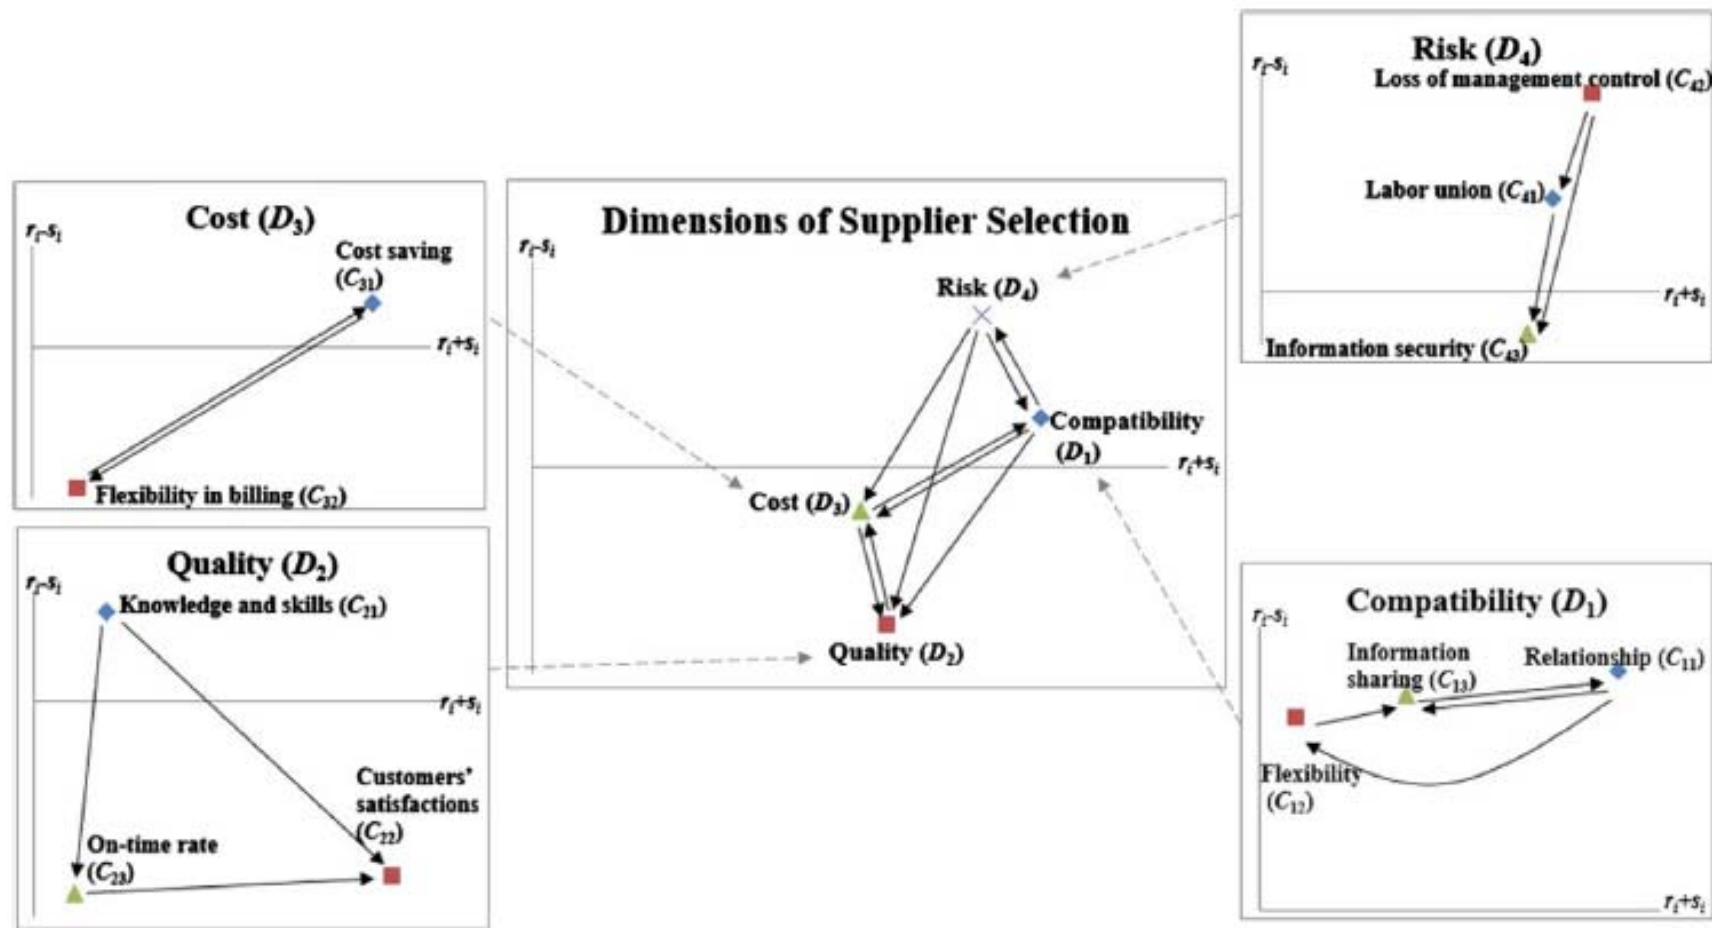 Cost (D₃)
rᵢ-sᵢ
Cost saving
(C₃₁)
rᵢ+sᵢ
Flexibility in billing (C₃₂)
Quality (D₂)
rᵢ-sᵢ
Knowledge and skills (C₂₁)
rᵢ+sᵢ
Customers'
satisfactions
(C₂₂)
On-time rate
(C₂₃)
Dimensions of Supplier Selection
rᵢ-sᵢ
Risk (D₄)
Compatibility
(D₁)
rᵢ+sᵢ
Cost (D₃)
Quality (D₂)
Risk (D₄)
rᵢ-sᵢ
Loss of management control (C₄₂)
Labor union (C₄₁)
rᵢ+sᵢ
Information security (C₄₃)
Compatibility (D₁)
rᵢ-sᵢ
Information
sharing (C₁₃)
Relationship (C₁₁)
Flexibility
(C₁₂)
rᵢ+sᵢ